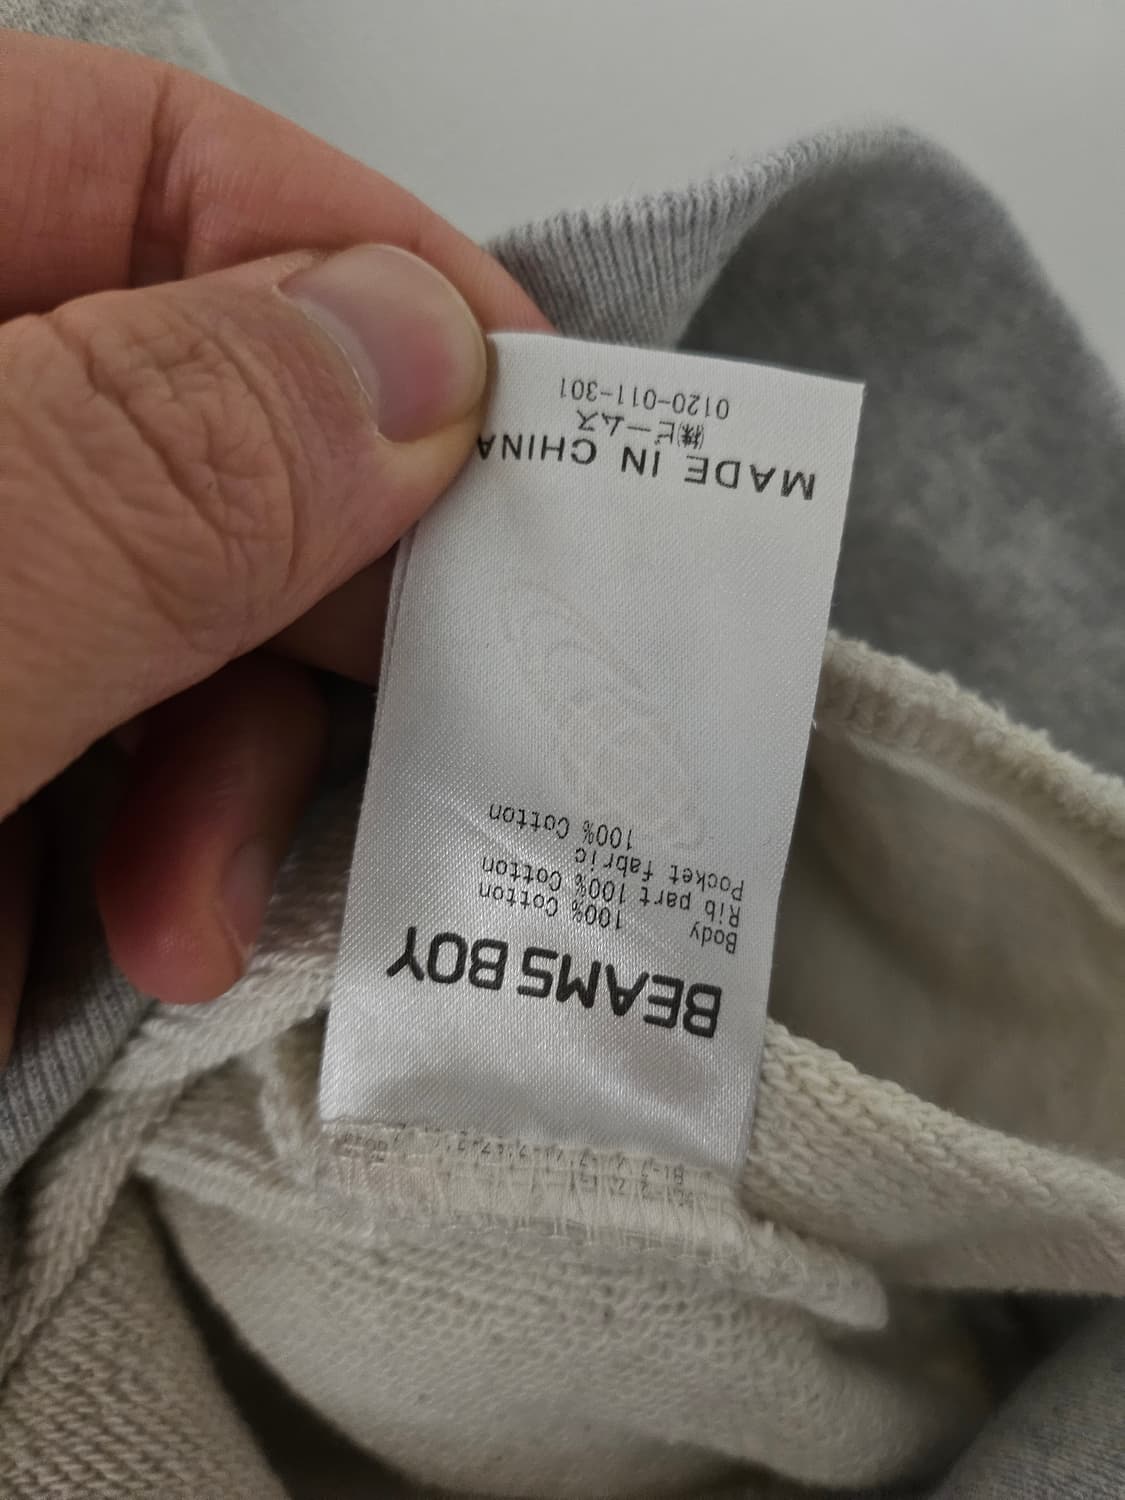 BEAMS BOY
Body
100% Cotton
Rib part 100% Cotton
Pocket fabric
100% Cotton
MADE IN CHINA
㈱ビームス
0120-011-301